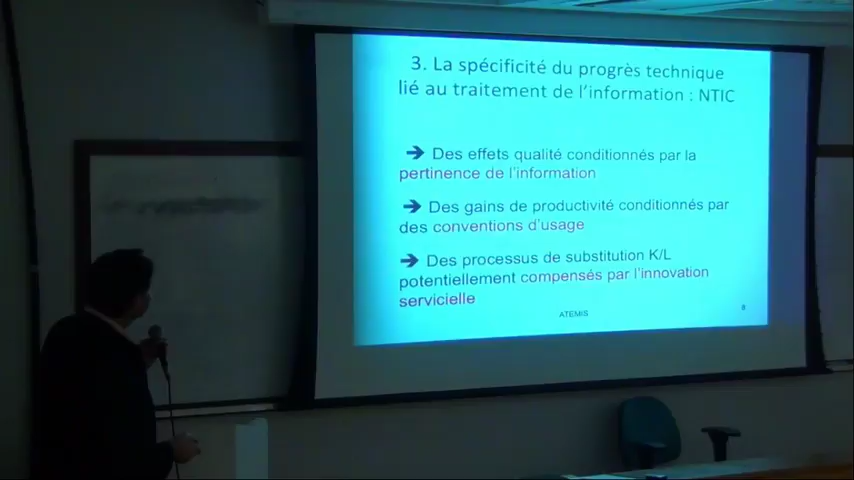 3. La spécificité du progrès technique
lié au traitement de l'information : NTIC
➔ Des effets qualité conditionnés par la
pertinence de l'information
➔ Des gains de productivité conditionnés par
des conventions d'usage
➔ Des processus de substitution K/L
potentiellement compensés par l'innovation
servicielle
ATEMIS
8